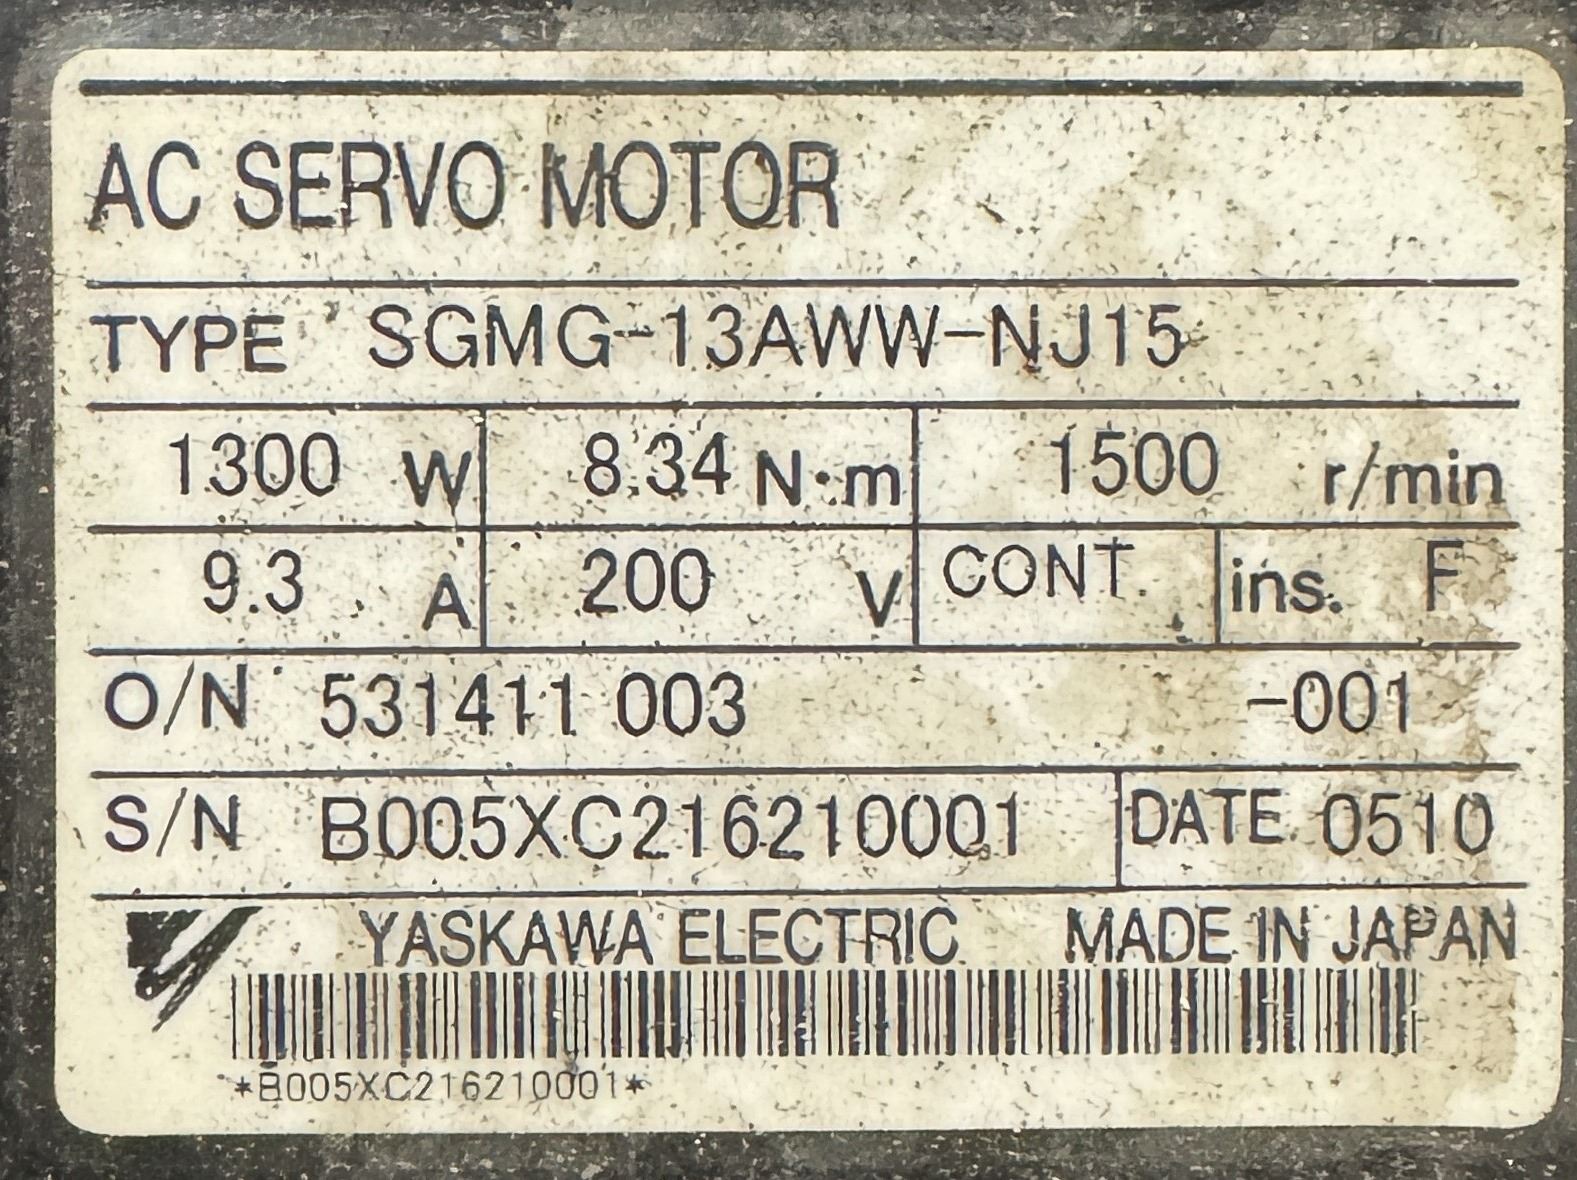 AC SERVO MOTOR
TYPE SGMG-13AWW-NJ15
1300 W 8.34 N·m 1500 r/min
9.3 A 200 V CONT. ins. F
O/N 531411 003 -001
S/N B005XC216210001 DATE 0510
YASKAWA ELECTRIC MADE IN JAPAN
*B005XC216210001*